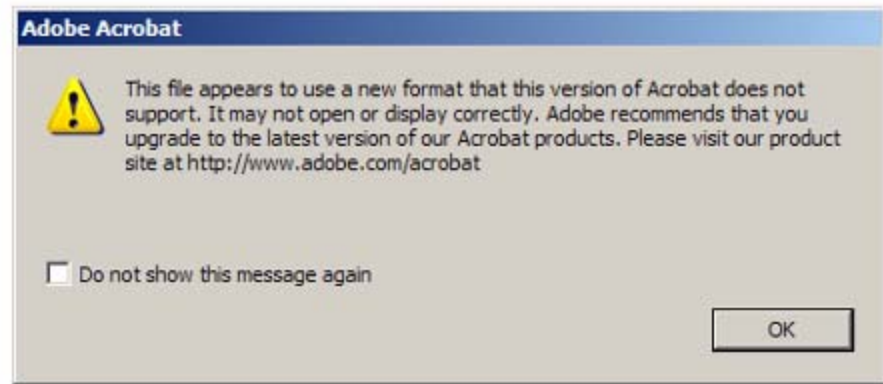 Adobe Acrobat
This file appears to use a new format that this version of Acrobat does not
support. It may not open or display correctly. Adobe recommends that you
upgrade to the latest version of our Acrobat products. Please visit our product
site at http://www.adobe.com/acrobat
Do not show this message again
OK